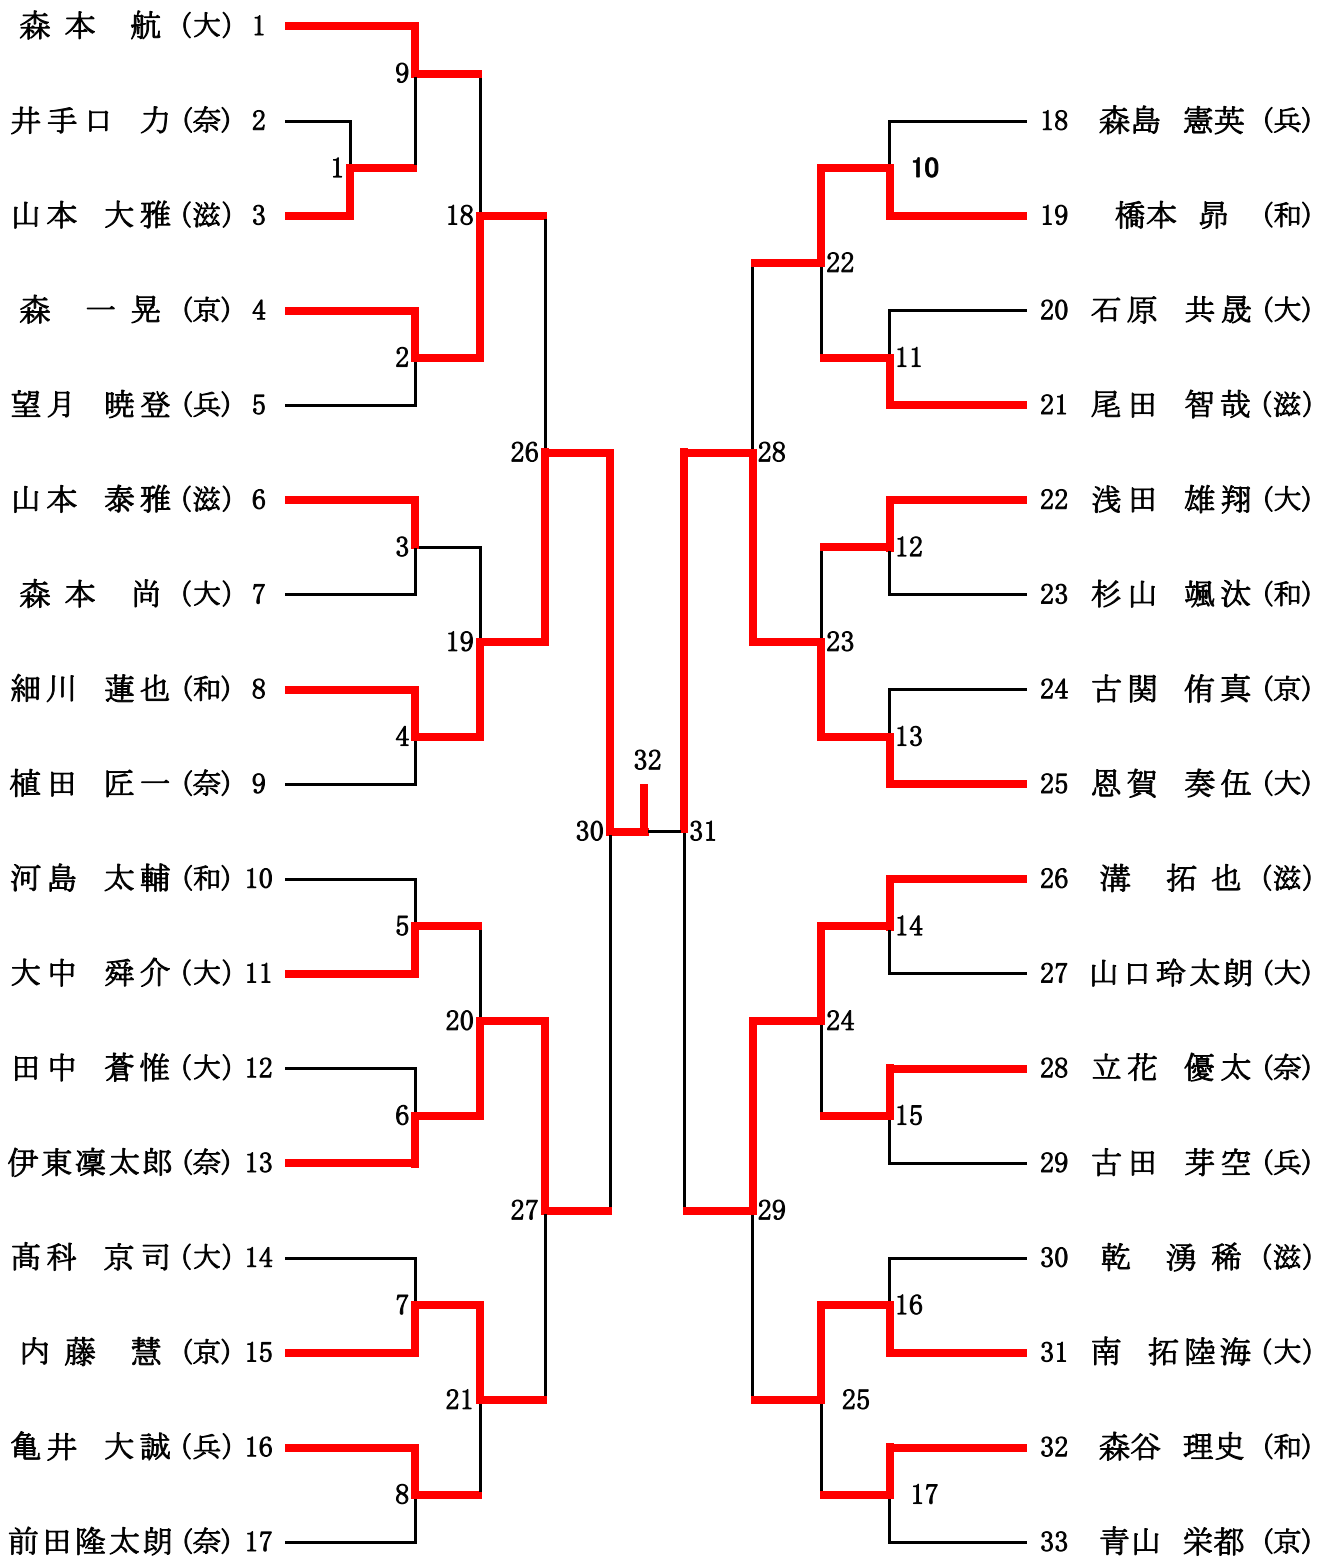 森本 航 (大) 1
井手口 力 (奈) 2
山本 大雅 (滋) 3
森 一晃 (京) 4
望月 暁登 (兵) 5
山本 泰雅 (滋) 6
森本 尚 (大) 7
細川 蓮也 (和) 8
植田 匠一 (奈) 9
河島 太輔 (和) 10
大中 舜介 (大) 11
田中 蒼惟 (大) 12
伊東凜太郎 (奈) 13
髙科 京司 (大) 14
内藤 慧 (京) 15
亀井 大誠 (兵) 16
前田隆太朗 (奈) 17
9
1
18
2
26
3
19
4
30
5
20
6
27
7
21
8
32
10
22
11
28
12
23
13
31
14
24
15
29
16
25
17
18 森島 憲英 (兵)
19 橋本 昂 (和)
20 石原 共晟 (大)
21 尾田 智哉 (滋)
22 浅田 雄翔 (大)
23 杉山 颯汰 (和)
24 古関 侑真 (京)
25 恩賀 奏伍 (大)
26 溝 拓也 (滋)
27 山口玲太朗 (大)
28 立花 優太 (奈)
29 古田 芽空 (兵)
30 乾 湧稀 (滋)
31 南 拓陸海 (大)
32 森谷 理史 (和)
33 青山 栄都 (京)